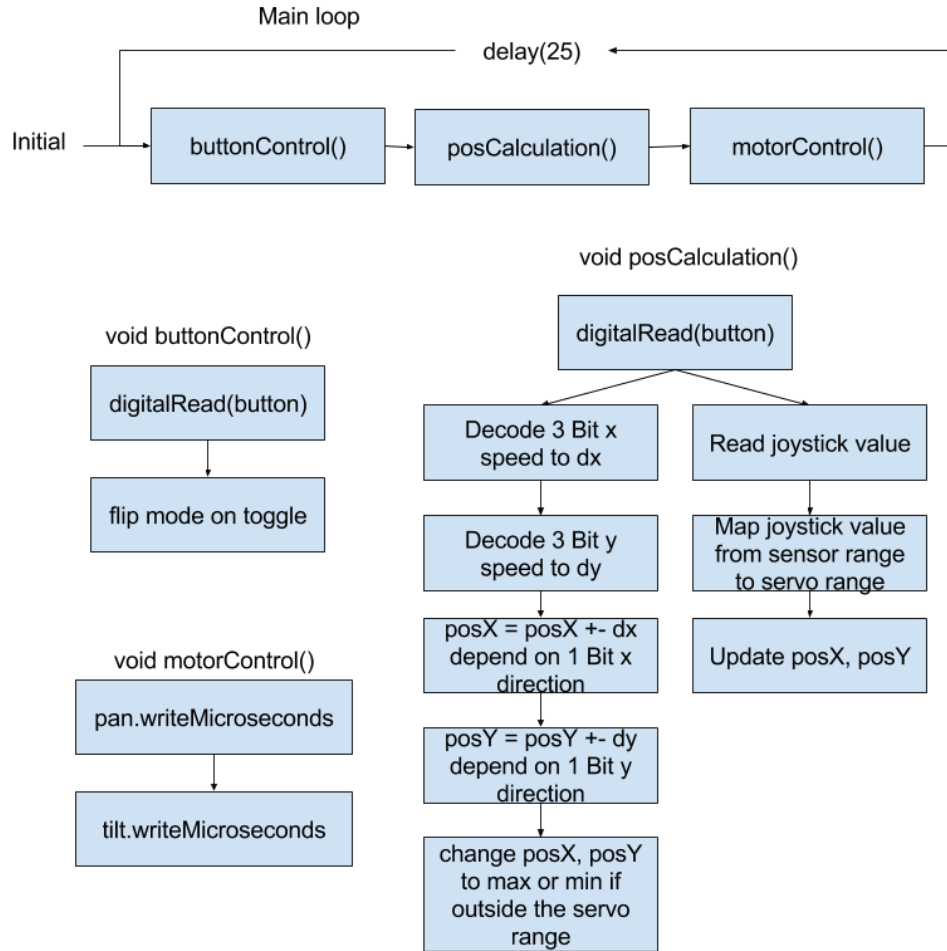 Main loop
delay(25)
Initial
buttonControl()
posCalculation()
motorControl()
void posCalculation()
digitalRead(button)
void buttonControl()
digitalRead(button)
flip mode on toggle
void motorControl()
pan.writeMicroseconds
tilt.writeMicroseconds
Decode 3 Bit x
speed to dx
Decode 3 Bit y
speed to dy
posX = posX +- dx
depend on 1 Bit x
direction
posY = posY +- dy
depend on 1 Bit y
direction
change posX, posY
to max or min if
outside the servo
range
Read joystick value
Map joystick value
from sensor range
to servo range
Update posX, posY